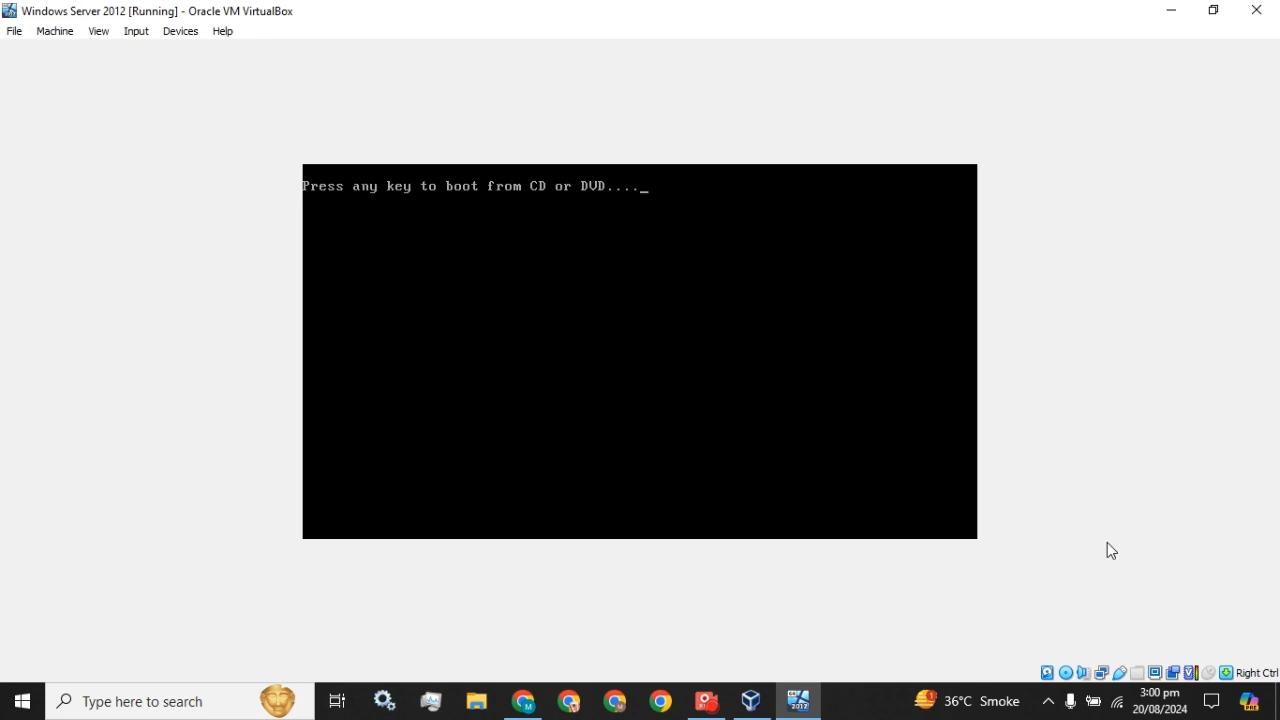 Windows Server 2012 [Running] - Oracle VM VirtualBox
File Machine View Input Devices Help
Press any key to boot from CD or DVD...._
Right Ctrl
Type here to search
2012
36°C Smoke
3:00 pm
20/08/2024